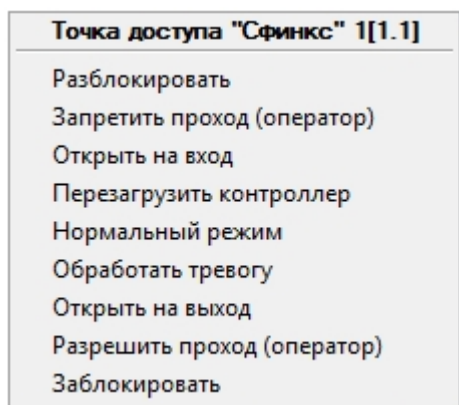 Точка доступа "Сфинкс" 1[1.1]
Разблокировать
Запретить проход (оператор)
Открыть на вход
Перезагрузить контроллер
Нормальный режим
Обработать тревогу
Открыть на выход
Разрешить проход (оператор)
Заблокировать